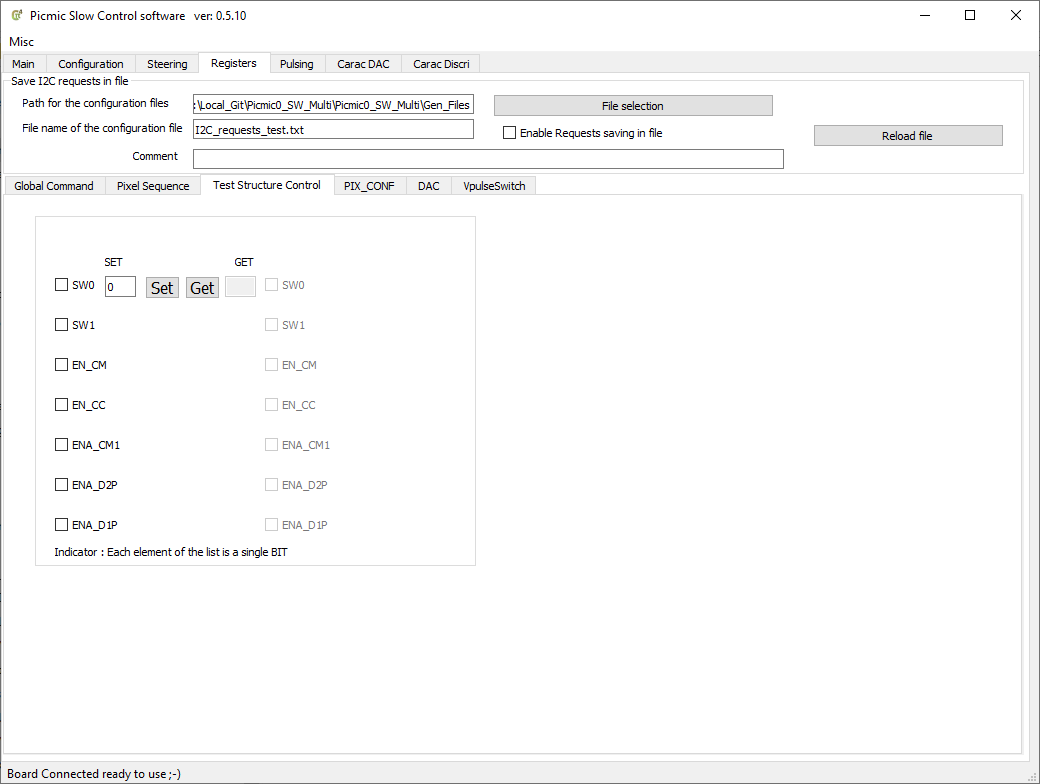 Picmic Slow Control software ver: 0.5.10
Misc
Main Configuration Steering Registers Pulsing Carac DAC Carac Discri
Save I2C requests in file
Path for the configuration files :\Local_Git\Picmic0_SW_Multi\Picmic0_SW_Multi\Gen_Files File selection
File name of the configuration file I2C_requests_test.txt Enable Requests saving in file Reload file
Comment
Global Command Pixel Sequence Test Structure Control PIX_CONF DAC VpulseSwitch
SET GET
SW0 0 Set Get SW0
SW1 SW1
EN_CM EN_CM
EN_CC EN_CC
ENA_CM1 ENA_CM1
ENA_D2P ENA_D2P
ENA_D1P ENA_D1P
Indicator : Each element of the list is a single BIT
Board Connected ready to use ;-)